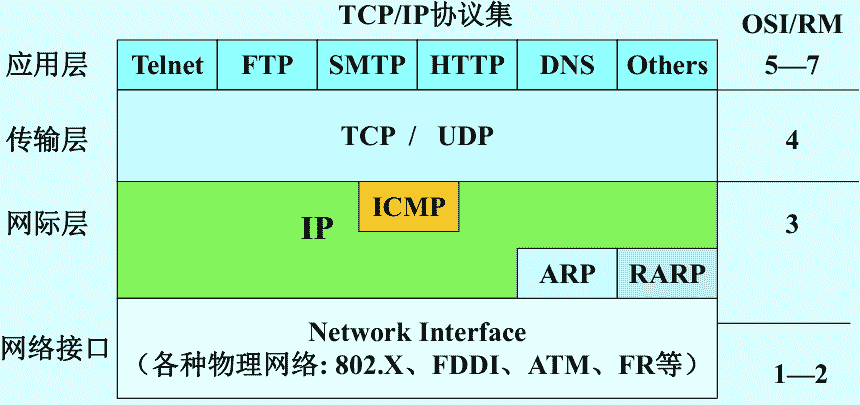 TCP/IP协议集
OSI/RM
应用层 Telnet FTP SMTP HTTP DNS Others 5—7
传输层 TCP / UDP 4
ICMP
网际层 IP 3
ARP RARP
Network Interface
网络接口
（各种物理网络: 802.X、FDDI、ATM、FR等） 1—2